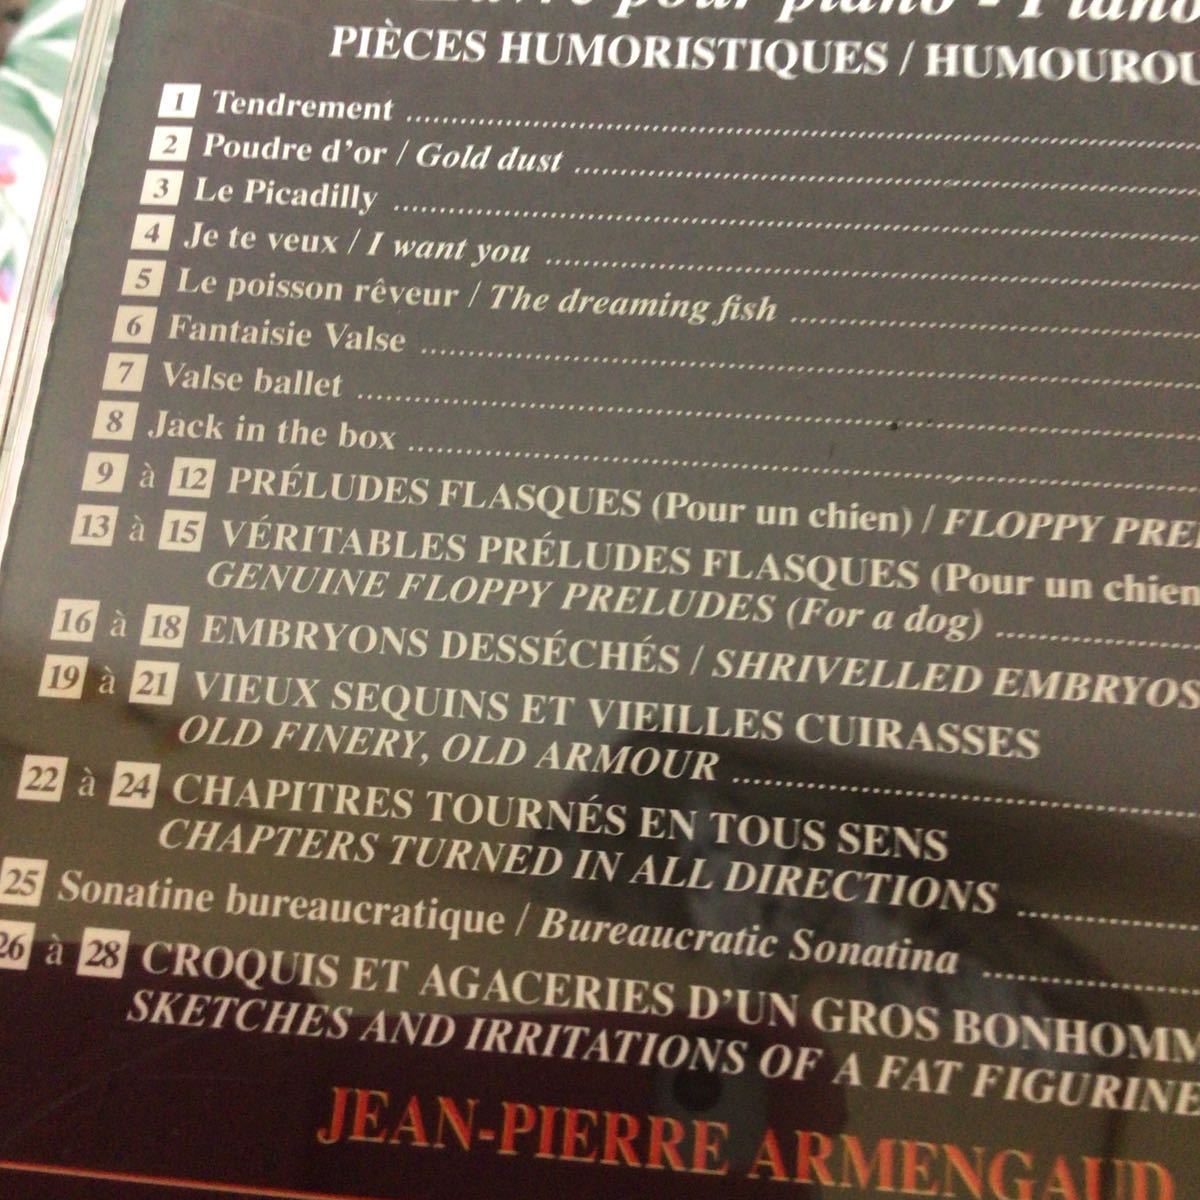 pour piano - Piano
PIÈCES HUMORISTIQUES / HUMOUROU
1 Tendrement
2 Poudre d'or / Gold dust
3 Le Picadilly
4 Je te veux / I want you
5 Le poisson rêveur / The dreaming fish
6 Fantaisie Valse
7 Valse ballet
8 Jack in the box
9 à 12 PRÉLUDES FLASQUES (Pour un chien) / FLOPPY PREL
13 à 15 VÉRITABLES PRÉLUDES FLASQUES (Pour un chien
GENUINE FLOPPY PRELUDES (For a dog)
16 à 18 EMBRYONS DESSÉCHÉS / SHRIVELLED EMBRYOS
19 à 21 VIEUX SEQUINS ET VIEILLES CUIRASSES
OLD FINERY, OLD ARMOUR
22 à 24 CHAPITRES TOURNÉS EN TOUS SENS
CHAPTERS TURNED IN ALL DIRECTIONS
25 Sonatine bureaucratique / Bureaucratic Sonatina
26 à 28 CROQUIS ET AGACERIES D'UN GROS BONHOMM
SKETCHES AND IRRITATIONS OF A FAT FIGURINE
JEAN-PIERRE ARMENGAUD